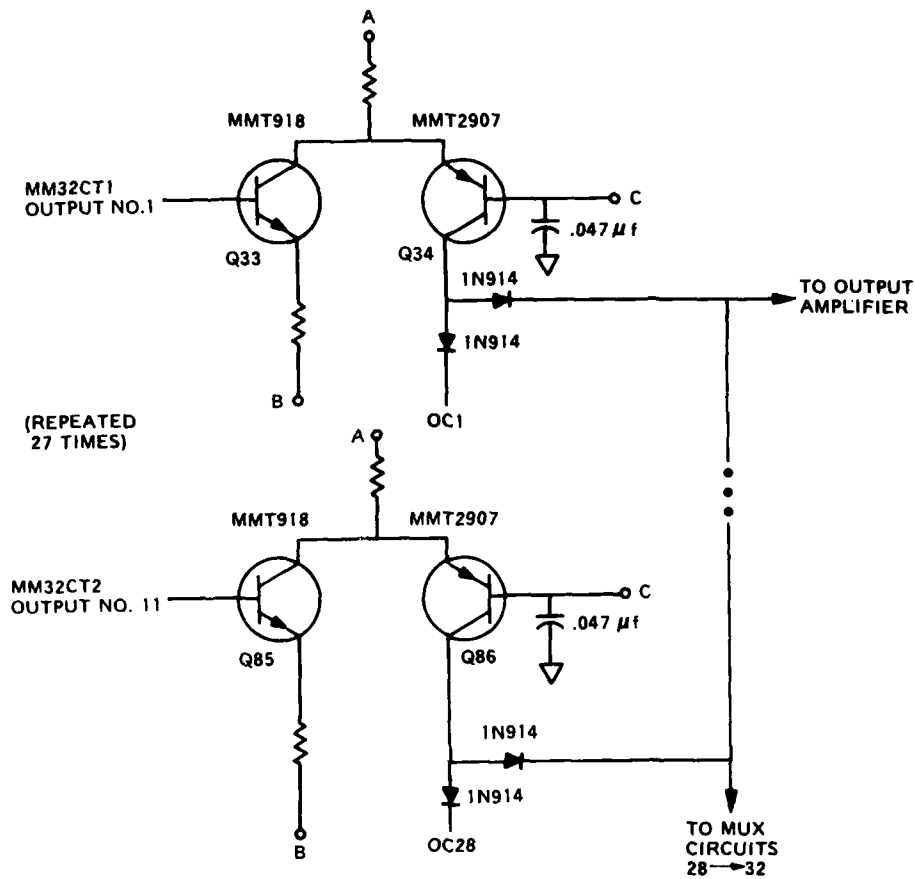 A
MMT918
MMT2907
MM32CT1
OUTPUT NO.1
C
.047 μf
Q33
Q34
1N914
TO OUTPUT
AMPLIFIER
1N914
B
OC1
(REPEATED
27 TIMES)
A
MMT918
MMT2907
MM32CT2
OUTPUT NO. 11
C
.047 μf
Q85
Q86
1N914
1N914
B
OC28
TO MUX
CIRCUITS
28→32